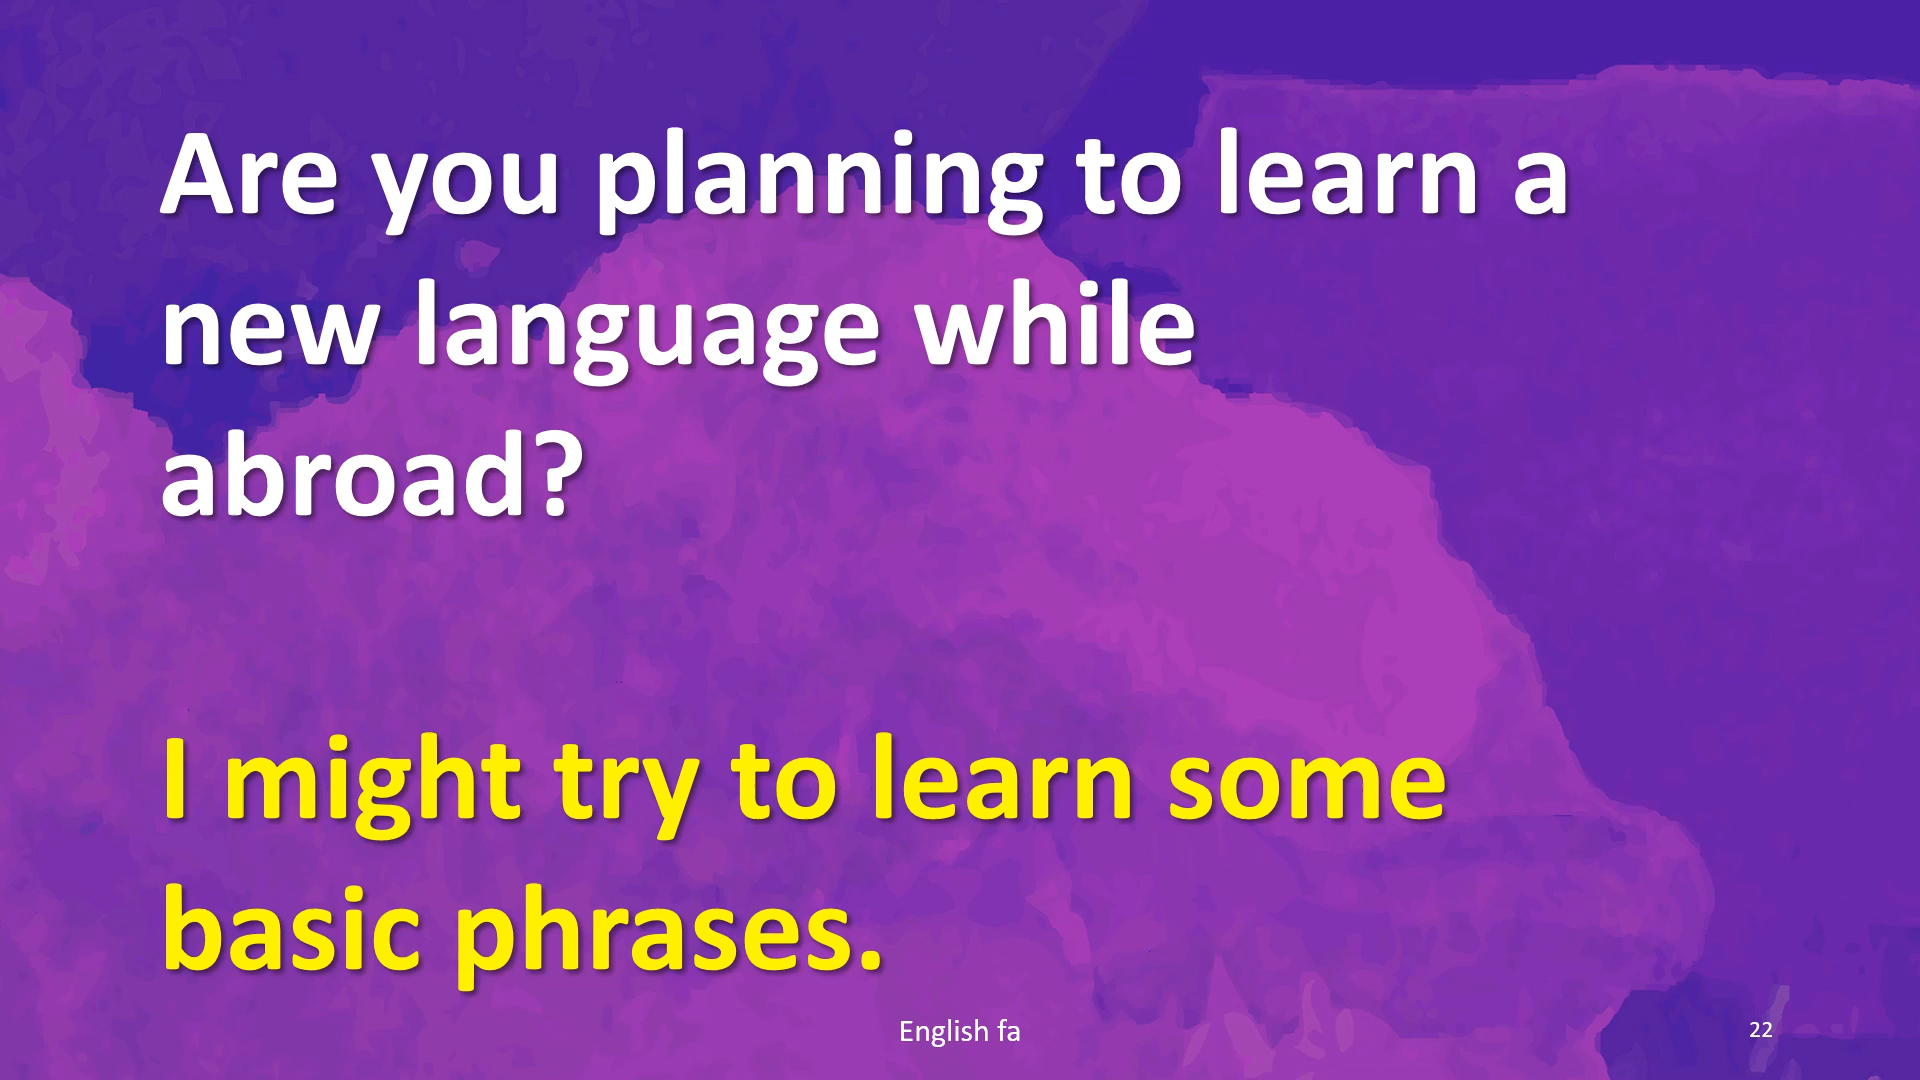 Are you planning to learn a
new language while
abroad?
I might try to learn some
basic phrases.
English fa
22